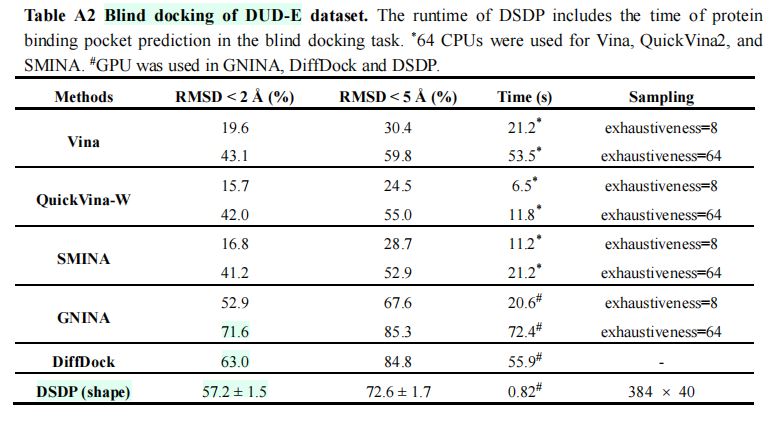 Table A2 Blind docking of DUD-E dataset. The runtime of DSDP includes the time of protein
binding pocket prediction in the blind docking task. *64 CPUs were used for Vina, QuickVina2, and
SMINA. #GPU was used in GNINA, DiffDock and DSDP.
Methods RMSD < 2 Å (%) RMSD < 5 Å (%) Time (s) Sampling
Vina
19.6 30.4 21.2* exhaustiveness=8
43.1 59.8 53.5* exhaustiveness=64
QuickVina-W
15.7 24.5 6.5* exhaustiveness=8
42.0 55.0 11.8* exhaustiveness=64
SMINA
16.8 28.7 11.2* exhaustiveness=8
41.2 52.9 21.2* exhaustiveness=64
GNINA
52.9 67.6 20.6# exhaustiveness=8
71.6 85.3 72.4# exhaustiveness=64
DiffDock 63.0 84.8 55.9# -
DSDP (shape) 57.2 ± 1.5 72.6 ± 1.7 0.82# 384 × 40